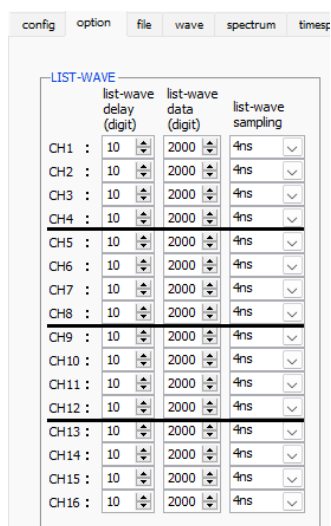 config option file wave spectrum timesp
LIST-WAVE
list-wave delay (digit) list-wave data (digit) list-wave sampling
CH1 : 10 2000 4ns
CH2 : 10 2000 4ns
CH3 : 10 2000 4ns
CH4 : 10 2000 4ns
CH5 : 10 2000 4ns
CH6 : 10 2000 4ns
CH7 : 10 2000 4ns
CH8 : 10 2000 4ns
CH9 : 10 2000 4ns
CH10 : 10 2000 4ns
CH11 : 10 2000 4ns
CH12 : 10 2000 4ns
CH13 : 10 2000 4ns
CH14 : 10 2000 4ns
CH15 : 10 2000 4ns
CH16 : 10 2000 4ns